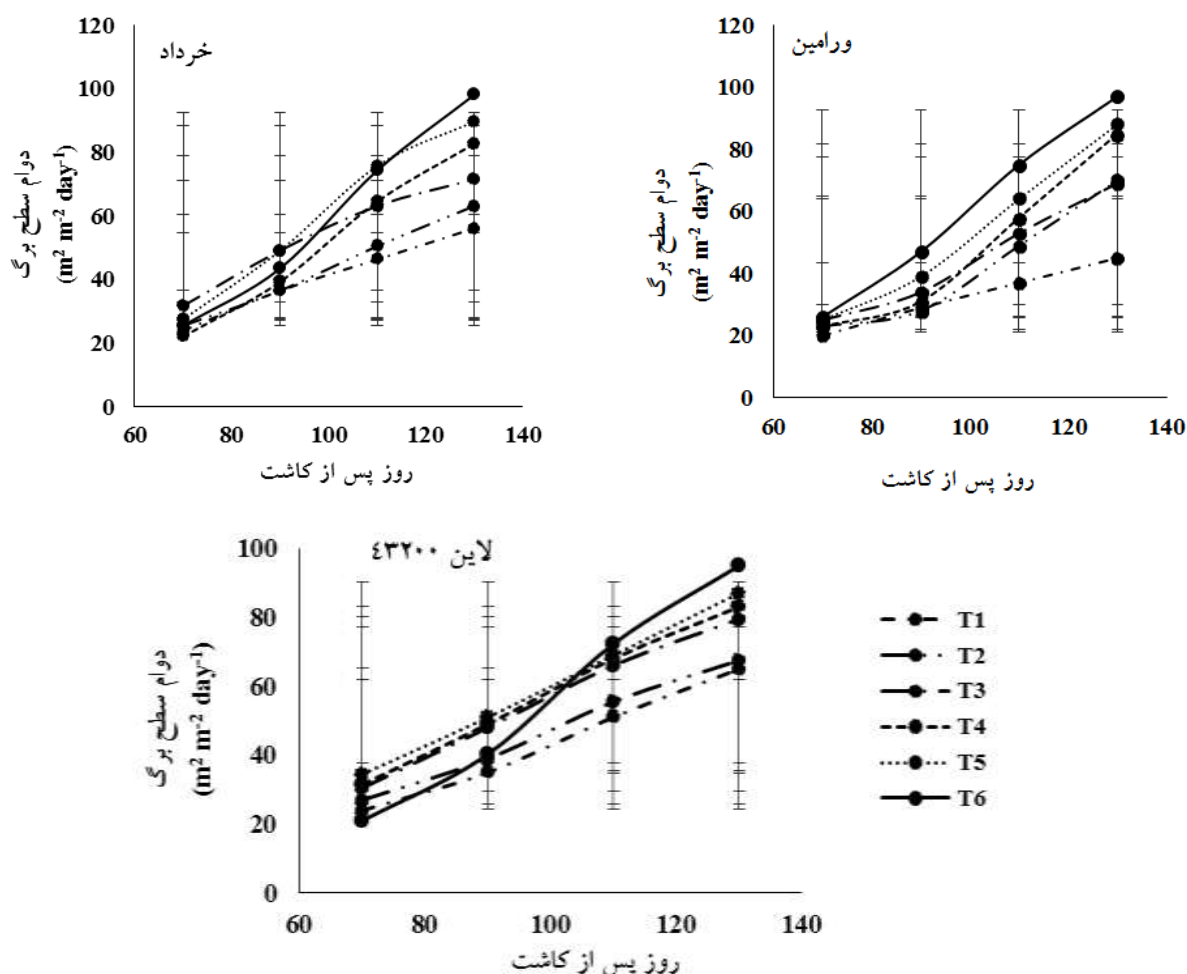 خرداد
120
100
80
60
40
20
0
دوام سطح برگ
(m² m⁻² day⁻¹)
60 80 100 120 140
روز پس از کاشت
ورامین
120
100
80
60
40
20
0
دوام سطح برگ
(m² m⁻² day⁻¹)
60 80 100 120 140
روز پس از کاشت
لاین ٤٣٢٠٠
100
80
60
40
20
0
دوام سطح برگ
(m² m⁻² day⁻¹)
60 80 100 120 140
روز پس از کاشت
T1
T2
T3
T4
T5
T6